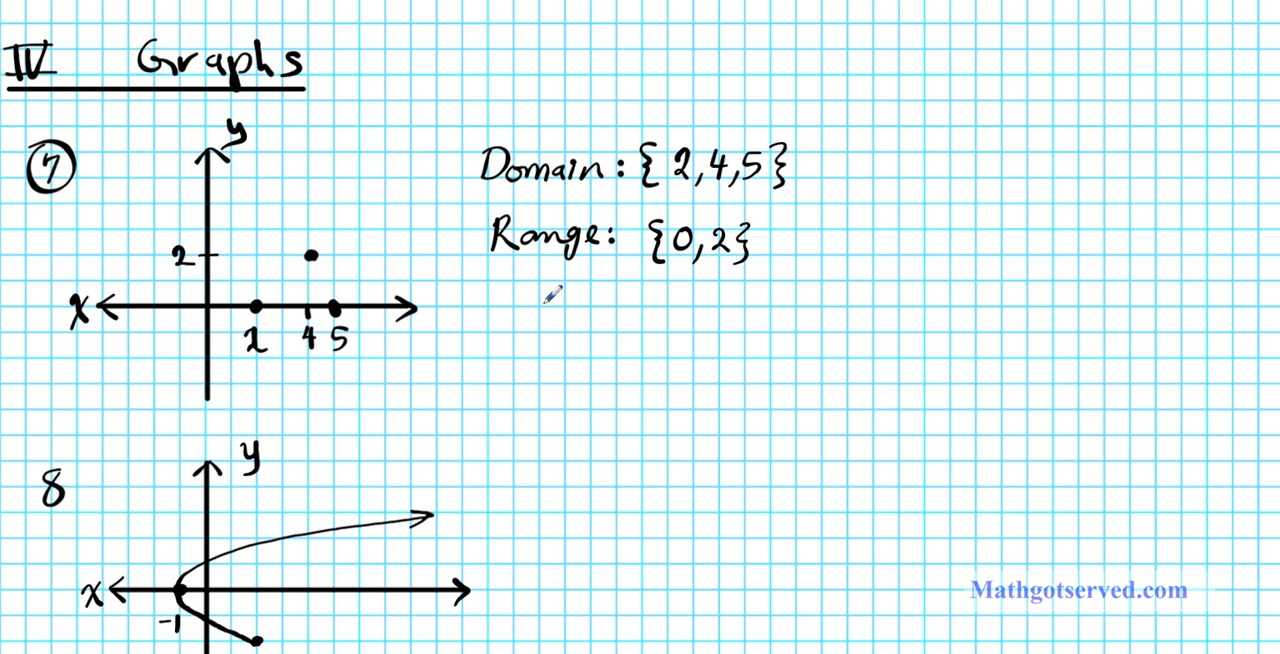 IV Graphs
7
y
Domain: { 2,4,5}
Range: {0,2}
2
x
2 4 5
8
y
x
-1
Mathgotserved.com